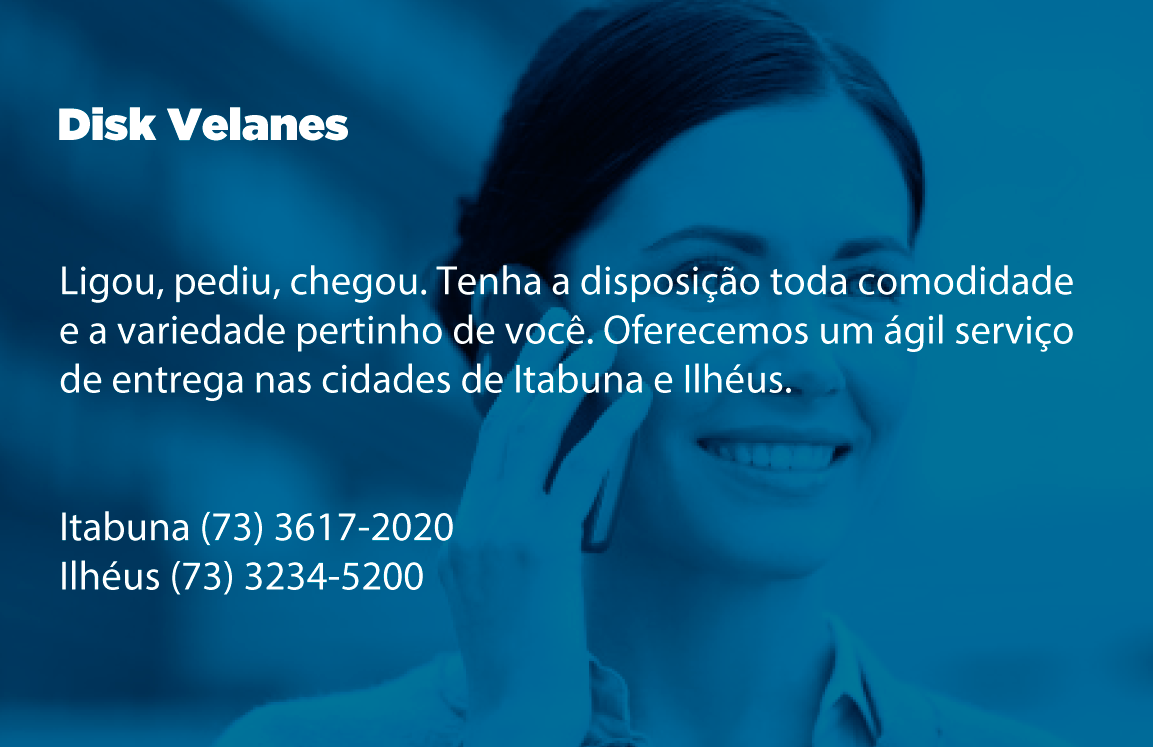 Disk Velanes
Ligou, pediu, chegou. Tenha a disposição toda comodidade
e a variedade pertinho de você. Oferecemos um ágil serviço
de entrega nas cidades de Itabuna e Ilhéus.
Itabuna (73) 3617-2020
Ilhéus (73) 3234-5200